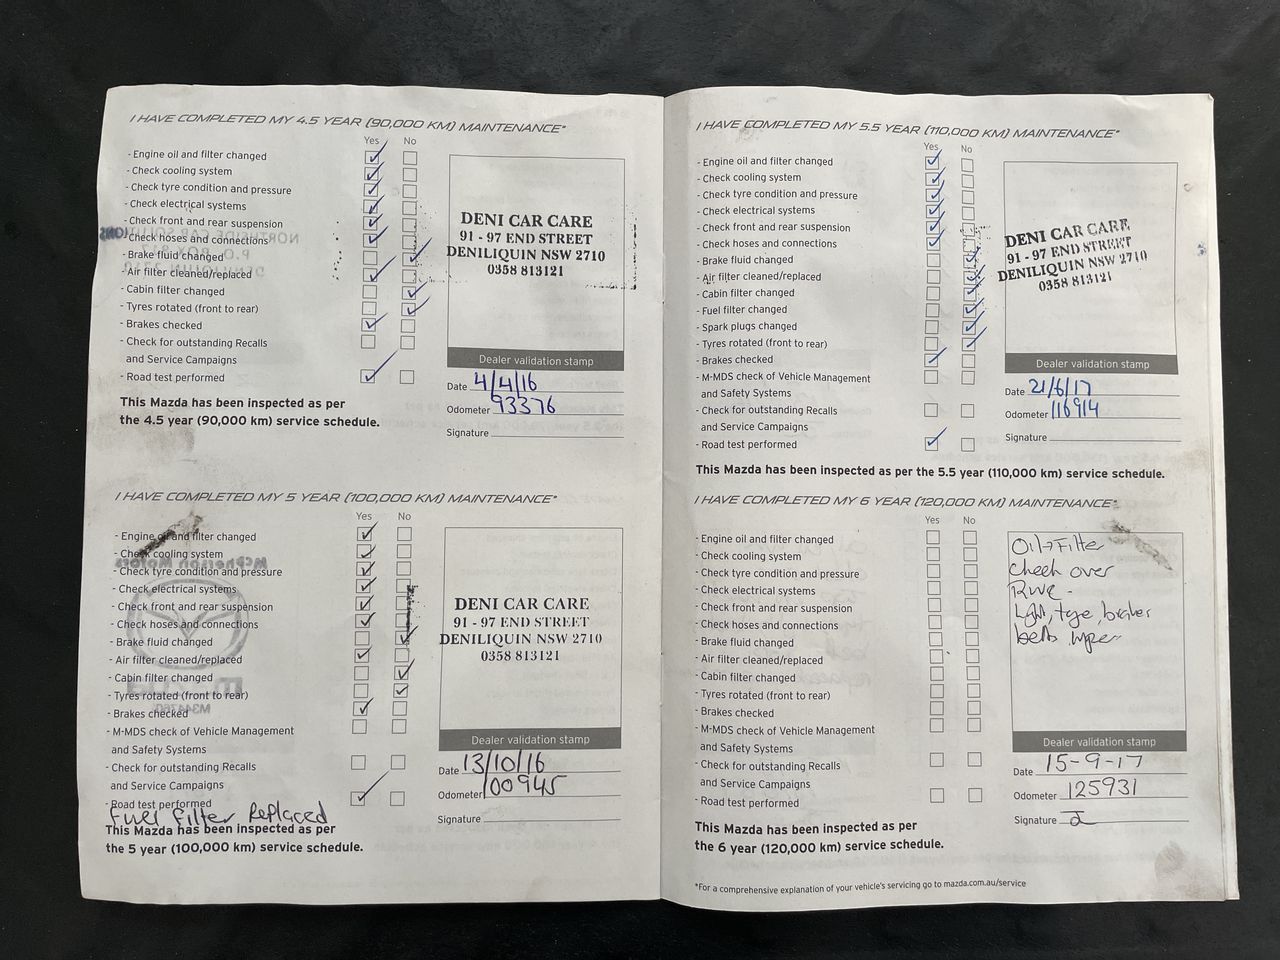 I HAVE COMPLETED MY 4.5 YEAR (90,000 KM) MAINTENANCE*
Yes No
- Engine oil and filter changed
- Check cooling system
- Check tyre condition and pressure
- Check electrical systems
- Check front and rear suspension
- Check hoses and connections
- Brake fluid changed
- Air filter cleaned/replaced
- Cabin filter changed
- Tyres rotated (front to rear)
- Brakes checked
- Check for outstanding Recalls
and Service Campaigns
- Road test performed
This Mazda has been inspected as per
the 4.5 year (90,000 km) service schedule.
DENI CAR CARE
91 - 97 END STREET
DENILIQUIN NSW 2710
0358 813121
Dealer validation stamp
Date 4/4/16
Odometer 93376
Signature
I HAVE COMPLETED MY 5 YEAR (100,000 KM) MAINTENANCE*
Yes No
- Engine oil and filter changed
- Check cooling system
- Check tyre condition and pressure
- Check electrical systems
- Check front and rear suspension
- Check hoses and connections
- Brake fluid changed
- Air filter cleaned/replaced
- Cabin filter changed
- Tyres rotated (front to rear)
- Brakes checked
- M-MDS check of Vehicle Management
and Safety Systems
- Check for outstanding Recalls
and Service Campaigns
- Road test performed
Fuel Filter Replaced
This Mazda has been inspected as per
the 5 year (100,000 km) service schedule.
DENI CAR CARE
91 - 97 END STREET
DENILIQUIN NSW 2710
0358 813121
Dealer validation stamp
Date 13/10/16
Odometer 100945
Signature
I HAVE COMPLETED MY 5.5 YEAR (110,000 KM) MAINTENANCE*
Yes No
- Engine oil and filter changed
- Check cooling system
- Check tyre condition and pressure
- Check electrical systems
- Check front and rear suspension
- Check hoses and connections
- Brake fluid changed
- Air filter cleaned/replaced
- Cabin filter changed
- Fuel filter changed
- Spark plugs changed
- Tyres rotated (front to rear)
- Brakes checked
- M-MDS check of Vehicle Management
and Safety Systems
- Check for outstanding Recalls
and Service Campaigns
- Road test performed
This Mazda has been inspected as per the 5.5 year (110,000 km) service schedule.
DENI CAR CARE
91 - 97 END STREET
DENILIQUIN NSW 2710
0358 813121
Dealer validation stamp
Date 21/6/17
Odometer 116914
Signature
I HAVE COMPLETED MY 6 YEAR (120,000 KM) MAINTENANCE*
Yes No
- Engine oil and filter changed
- Check cooling system
- Check tyre condition and pressure
- Check electrical systems
- Check front and rear suspension
- Check hoses and connections
- Brake fluid changed
- Air filter cleaned/replaced
- Cabin filter changed
- Tyres rotated (front to rear)
- Brakes checked
- M-MDS check of Vehicle Management
and Safety Systems
- Check for outstanding Recalls
and Service Campaigns
- Road test performed
This Mazda has been inspected as per
the 6 year (120,000 km) service schedule.
Oil + Filter
check over
light, tyre, brakes
belts wiper
Dealer validation stamp
Date 15-9-17
Odometer 125931
Signature
*For a comprehensive explanation of your vehicle's servicing go to mazda.com.au/service